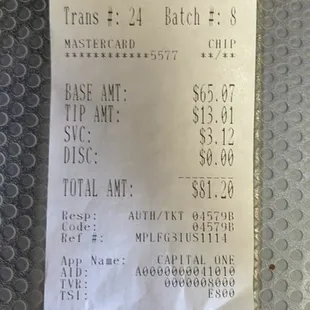 Trans #: 24 Batch #: 8
MASTERCARD CHIP
************5577 **/**
BASE AMT: $65.07
TIP AMT: $13.01
SVC: $3.12
DISC: $0.00
TOTAL AMT: $81.20
Resp: AUTH/TKT 04579B
Code: 04579B
Ref #: MPLFG3IUS1114
App Name: CAPITAL ONE
AID: A0000000041010
TVR: 0000008000
TSI: E800